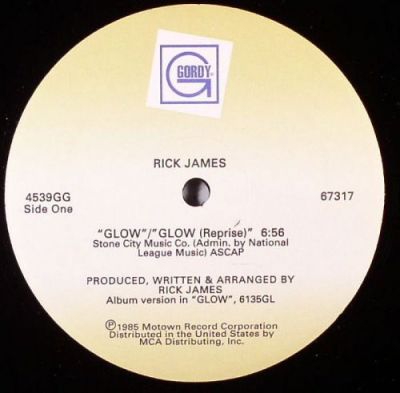 GORDY
RICK JAMES
4539GG
Side One
67317
"GLOW"/"GLOW (Reprise)" 6:56
Stone City Music Co. (Admin. by National
League Music) ASCAP
PRODUCED, WRITTEN & ARRANGED BY
RICK JAMES
Album version in "GLOW", 6135GL
Ⓟ1985 Motown Record Corporation
Distributed in the United States by
MCA Distributing, Inc.